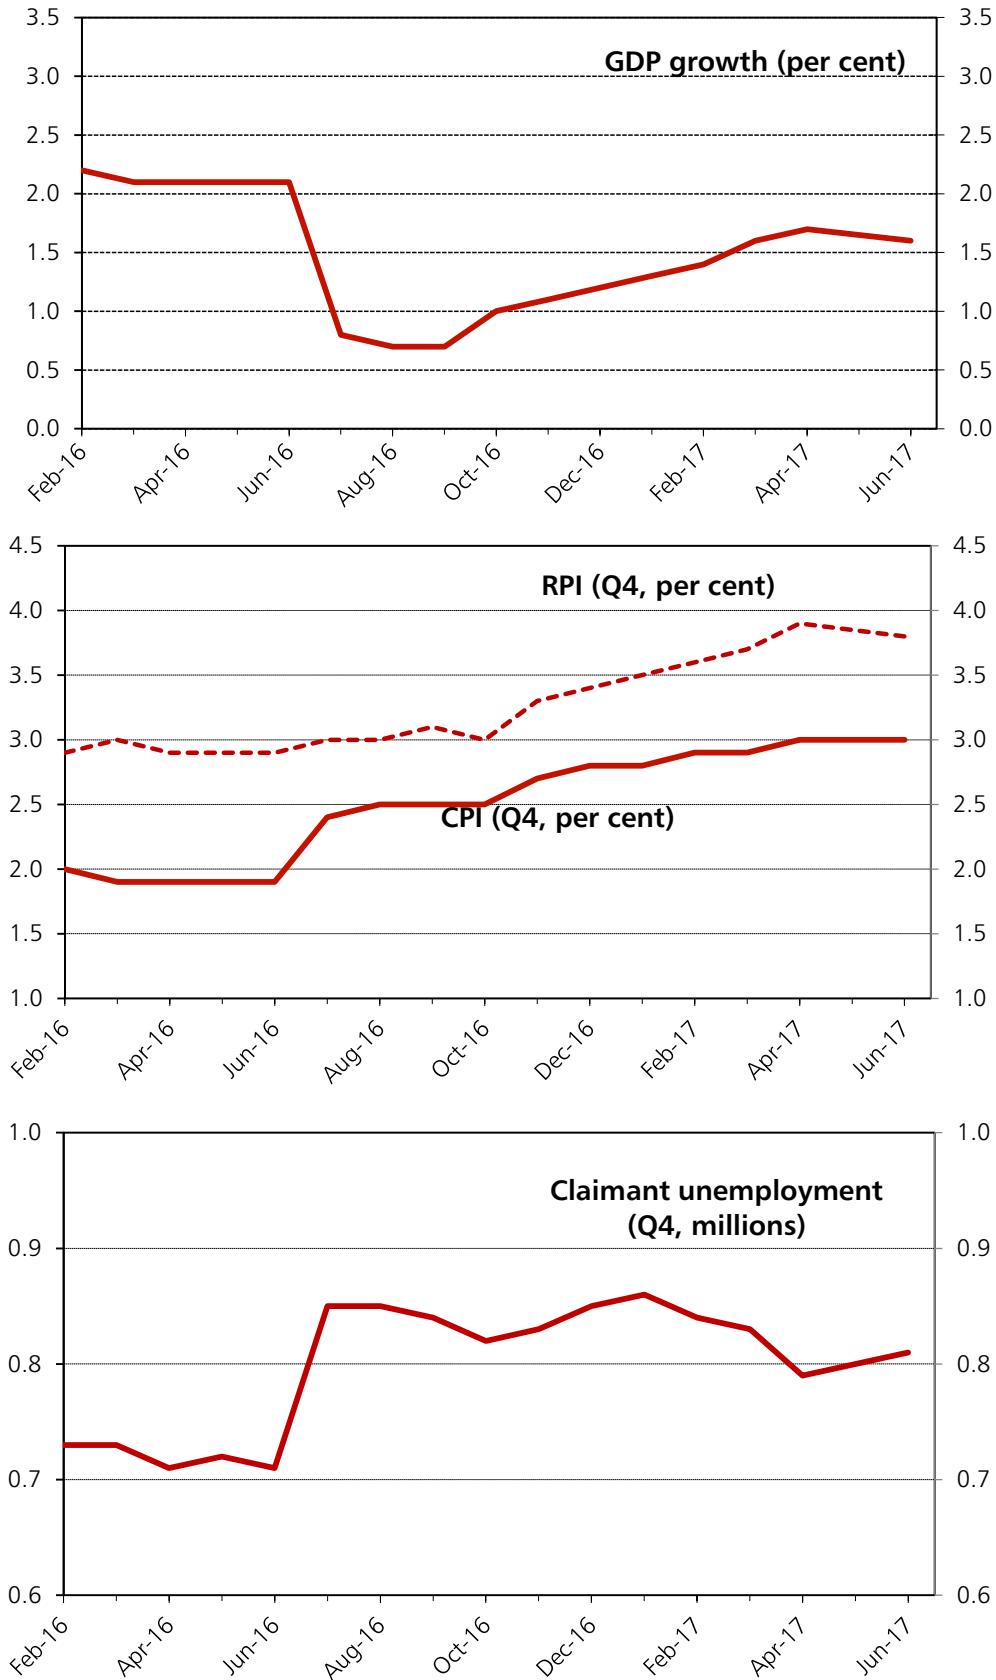 3.5 3.5
GDP growth (per cent)
3.0 3.0
2.5 2.5
2.0 2.0
1.5 1.5
1.0 1.0
0.5 0.5
0.0 0.0
Feb-16 Apr-16 Jun-16 Aug-16 Oct-16 Dec-16 Feb-17 Apr-17 Jun-17
4.5 4.5
RPI (Q4, per cent)
4.0 4.0
3.5 3.5
3.0 3.0
2.5 2.5
CPI (Q4, per cent)
2.0 2.0
1.5 1.5
1.0 1.0
Feb-16 Apr-16 Jun-16 Aug-16 Oct-16 Dec-16 Feb-17 Apr-17 Jun-17
1.0 1.0
Claimant unemployment
(Q4, millions)
0.9 0.9
0.8 0.8
0.7 0.7
0.6 0.6
Feb-16 Apr-16 Jun-16 Aug-16 Oct-16 Dec-16 Feb-17 Apr-17 Jun-17